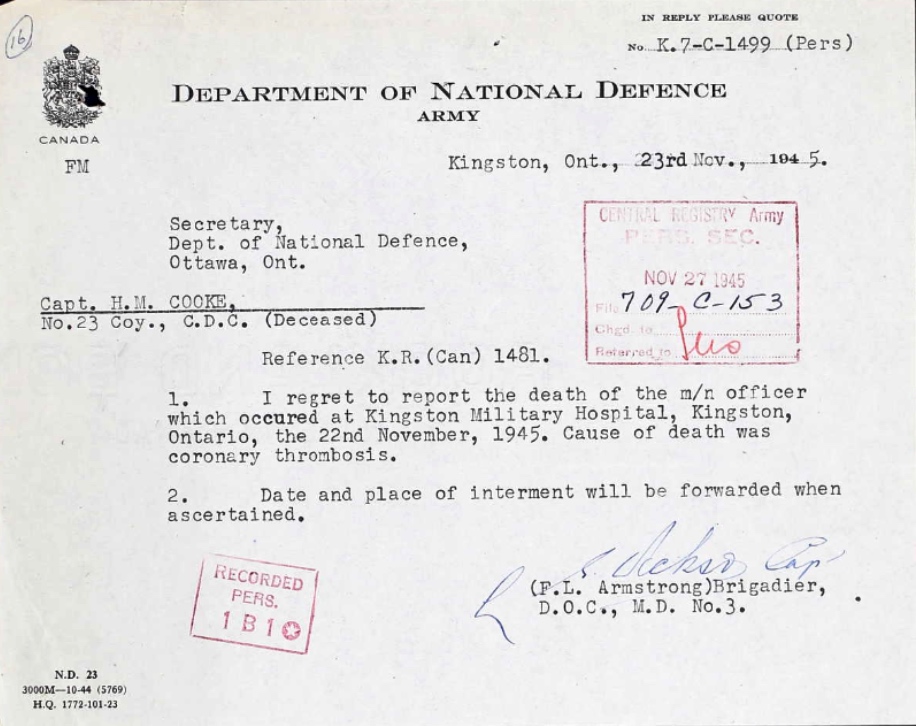 16
IN REPLY PLEASE QUOTE
No. K.7-C-1499 (Pers)
CANADA
DEPARTMENT OF NATIONAL DEFENCE
ARMY
FM
Kingston, Ont., 23rd Nov., 1945.
Secretary,
Dept. of National Defence,
Ottawa, Ont.
CENTRAL REGISTRY Army
PERS. SEC.
NOV 27 1945
File 709-C-153
Chgd. to
Referred to
Capt. H.M. COOKE,
No.23 Coy., C.D.C. (Deceased)
Reference K.R.(Can) 1481.
1. I regret to report the death of the m/n officer
which occured at Kingston Military Hospital, Kingston,
Ontario, the 22nd November, 1945. Cause of death was
coronary thrombosis.
2. Date and place of interment will be forwarded when
ascertained.
Capt
(F.L. Armstrong)Brigadier,
D.O.C., M.D. No.3.
RECORDED
PERS.
1 B 1
N.D. 23
3000M—10-44 (5769)
H.Q. 1772-101-23